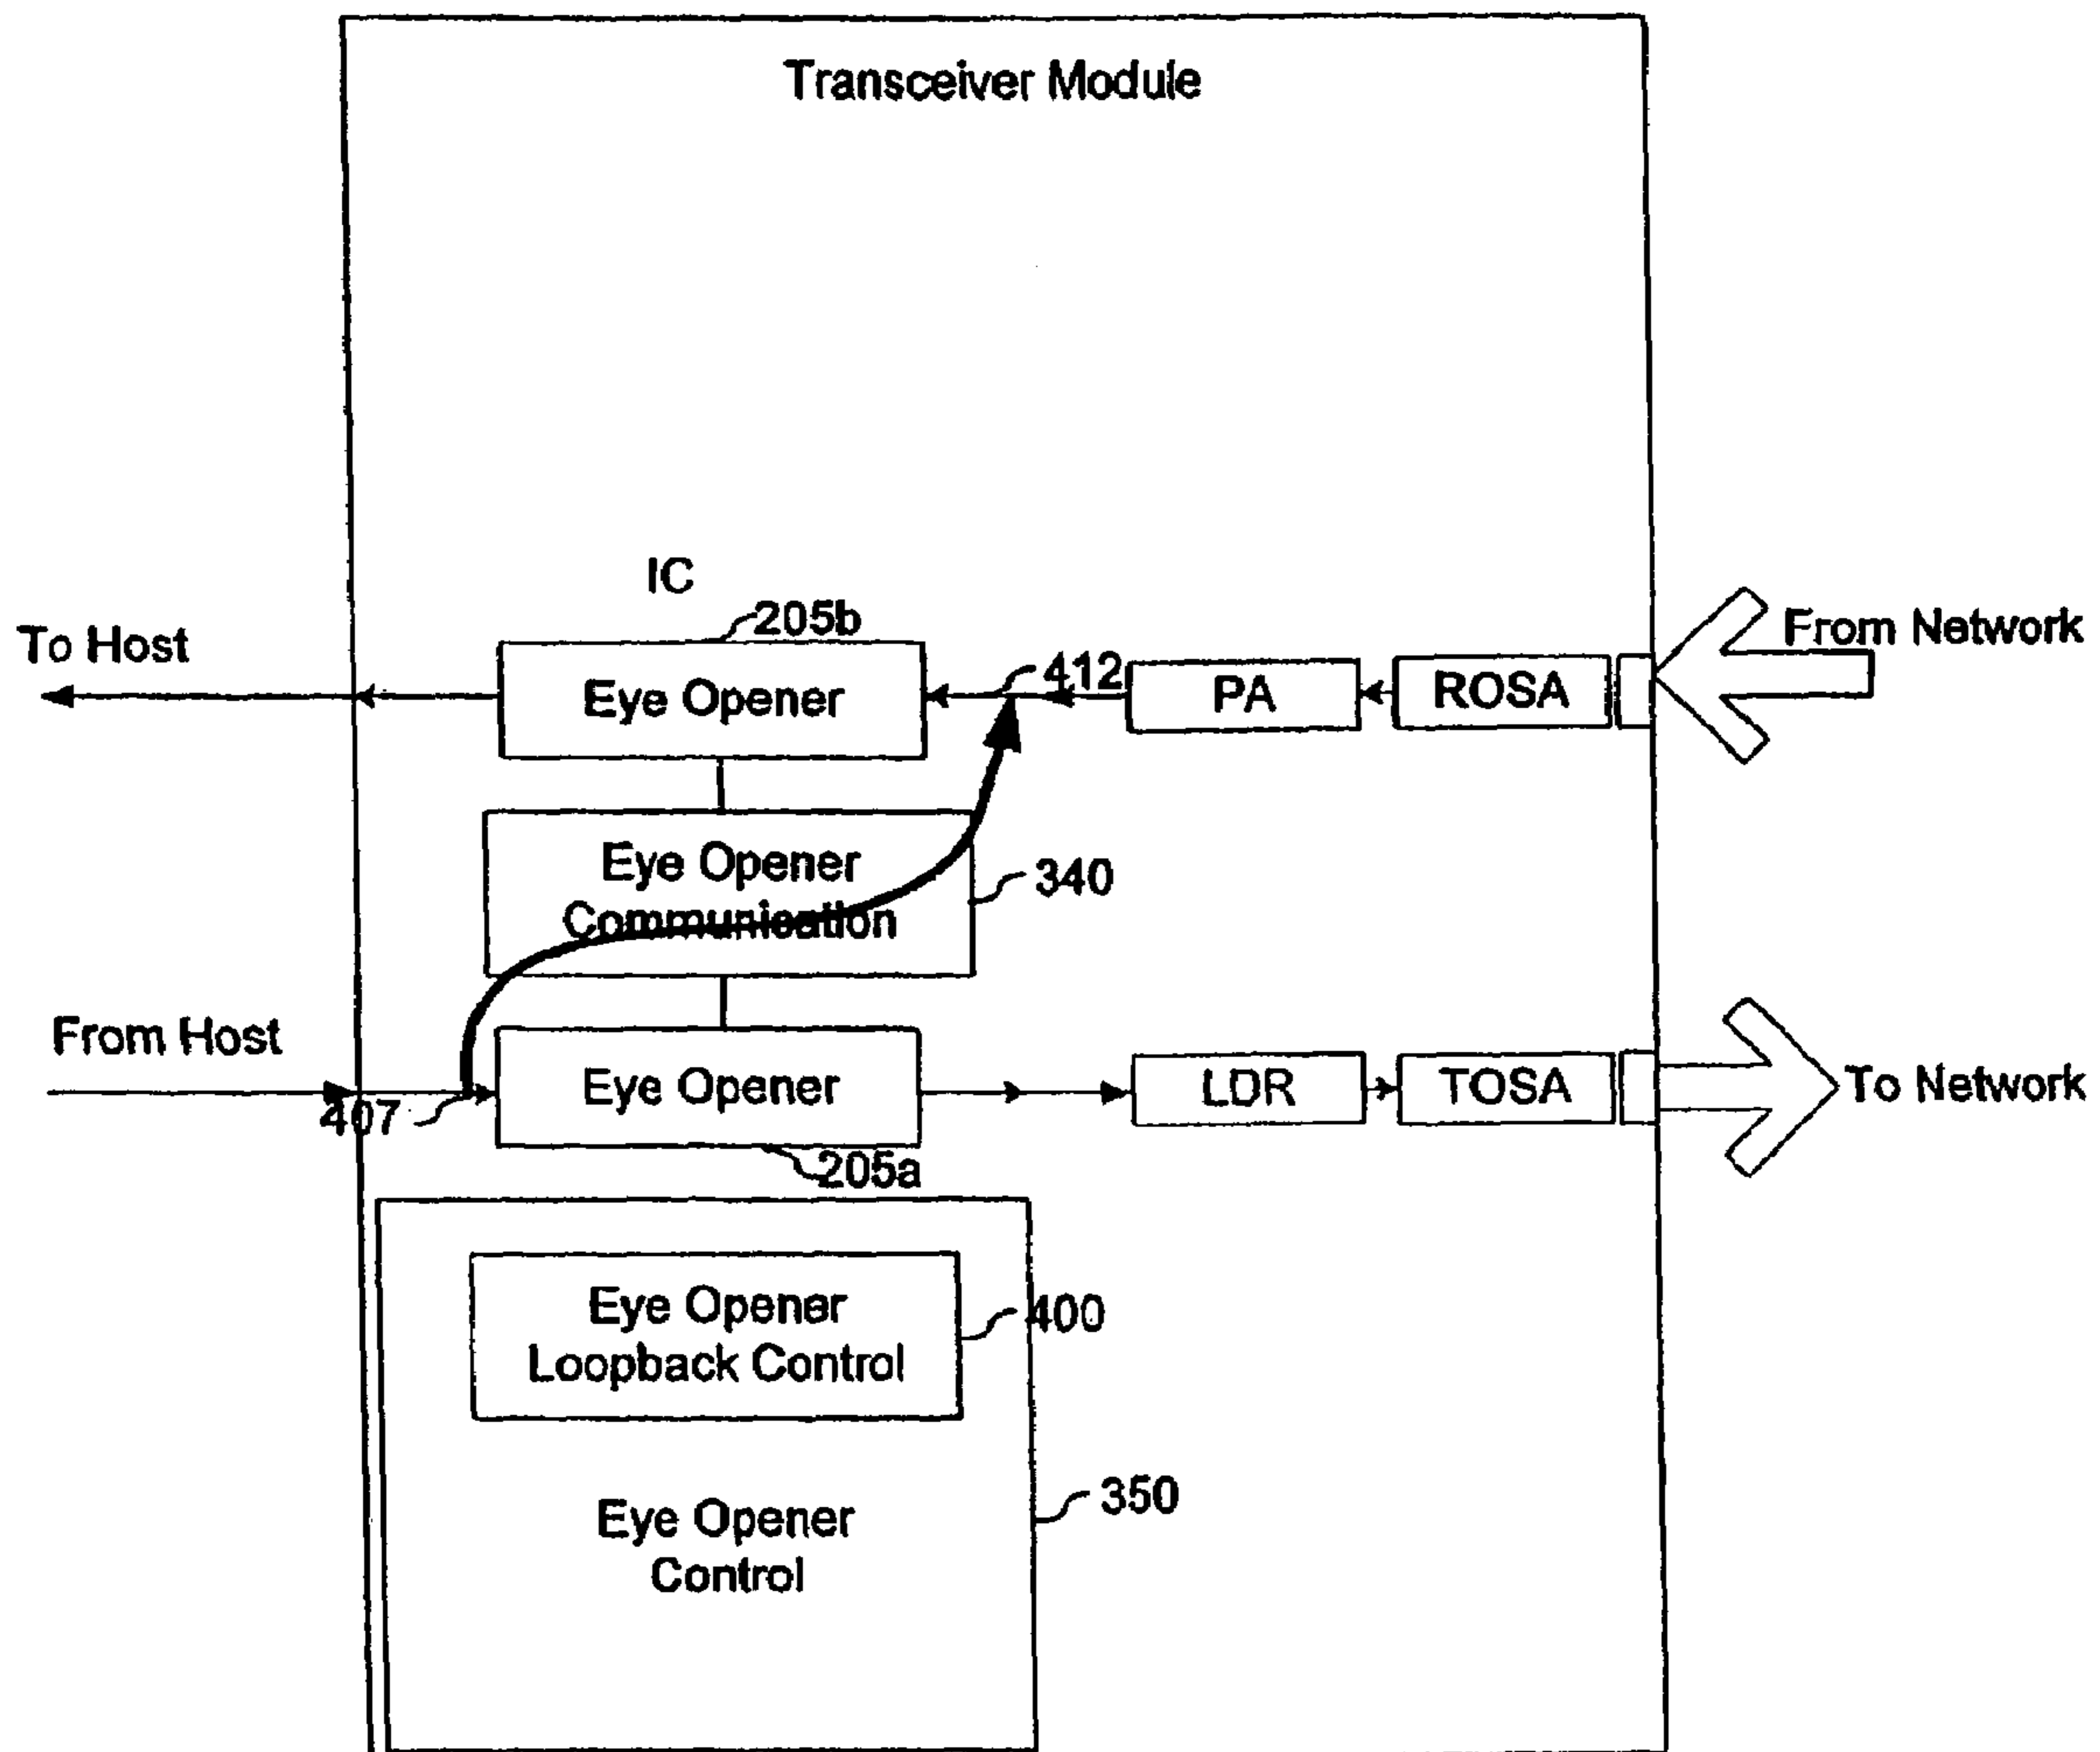 Transceiver Module
IC
205b
To Host
Eye Opener
412
PA
ROSA
From Network
Eye Opener
Communication
340
From Host
407
Eye Opener
LDR
TOSA
To Network
205a
Eye Opener
Loopback Control
400
Eye Opener
Control
350